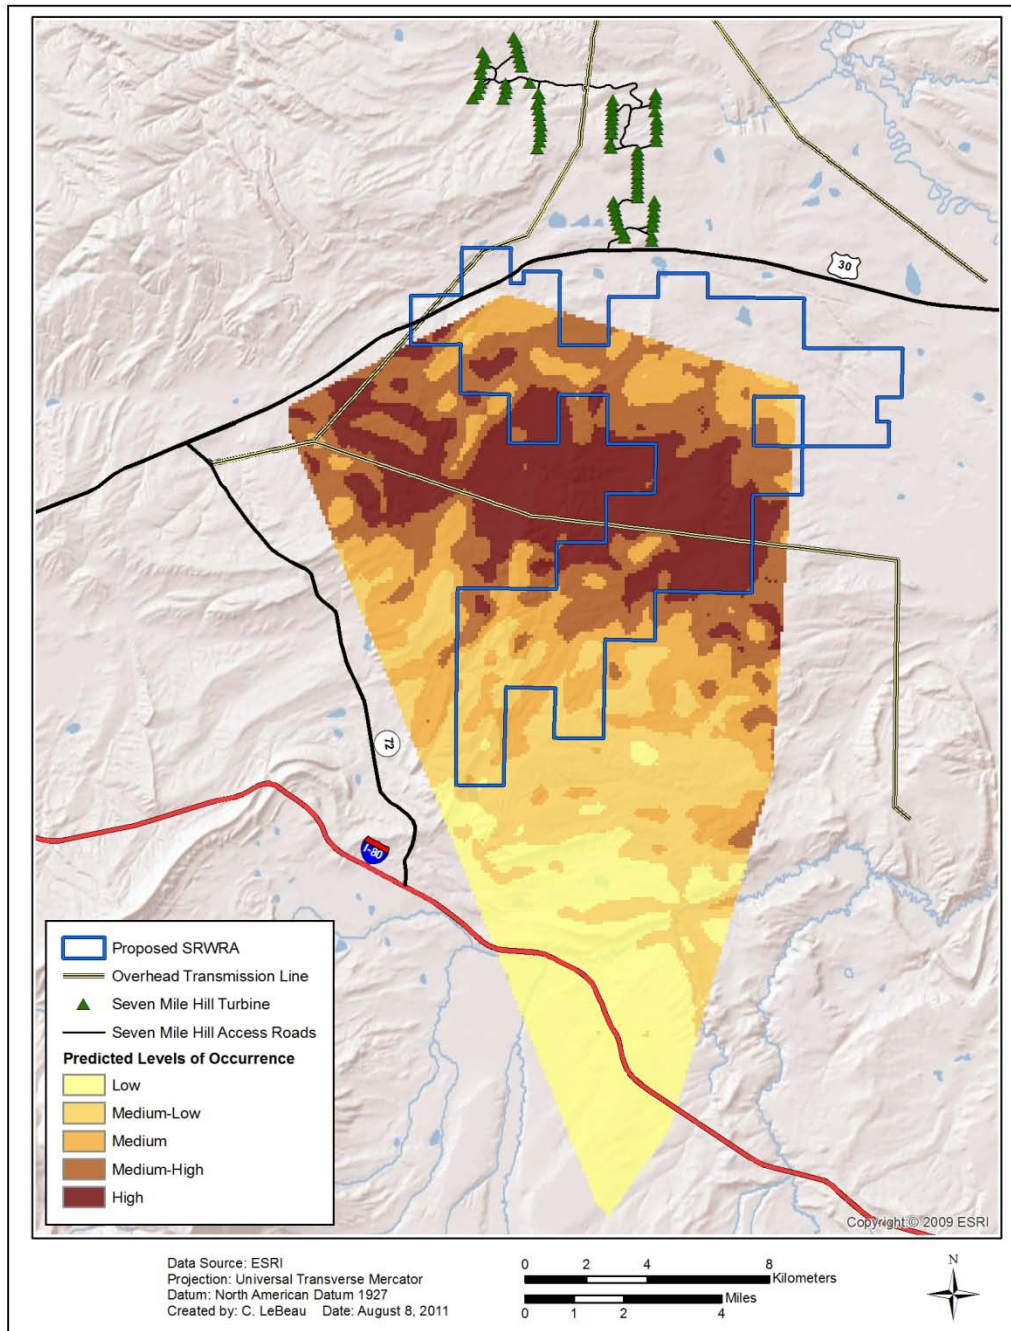 30
72
I-80
Proposed SRWRA
Overhead Transmission Line
Seven Mile Hill Turbine
Seven Mile Hill Access Roads
Predicted Levels of Occurrence
Low
Medium-Low
Medium
Medium-High
High
Copyright:© 2009 ESRI
Data Source: ESRI
Projection: Universal Transverse Mercator
Datum: North American Datum 1927
Created by: C. LeBeau Date: August 8, 2011
0 2 4 8
Kilometers
Miles
0 1 2 4
N